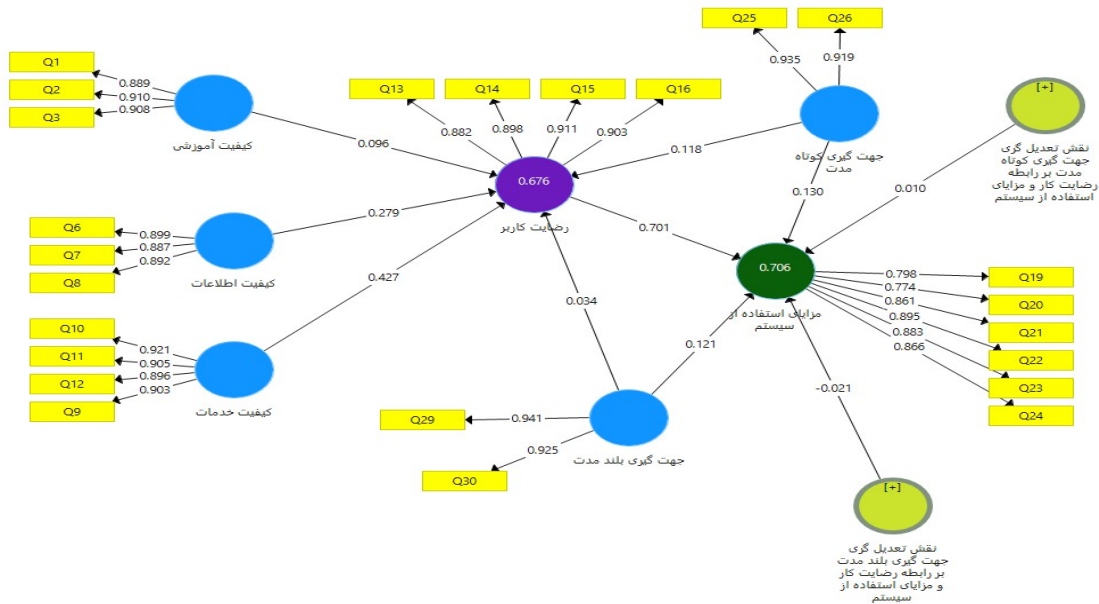 Q25
Q26
0.935
0.919
Q1
Q2
Q3
0.889
0.910
0.908
کیفیت آموزشی
Q13
Q14
Q15
Q16
0.882
0.898
0.911
0.903
0.096
0.118
جهت گیری کوتاه
مدت
0.130
[+]
نقش تعدیل گری
جهت گیری کوتاه
مدت بر رابطه
رضایت کار و مزایای
استفاده از سیستم
0.010
0.676
رضایت کاربر
0.279
0.701
Q6
Q7
Q8
0.899
0.887
0.892
کیفیت اطلاعات
0.427
0.034
0.706
مزایای استفاده از
سیستم
0.798
0.774
0.861
0.895
0.883
0.866
Q19
Q20
Q21
Q22
Q23
Q24
Q10
Q11
Q12
Q9
0.921
0.905
0.896
0.903
کیفیت خدمات
0.121
-0.021
Q29
0.941
0.925
Q30
جهت گیری بلند مدت
[+]
نقش تعدیل گری
جهت گیری بلند مدت
بر رابطه رضایت کار
و مزایای استفاده از
سیستم